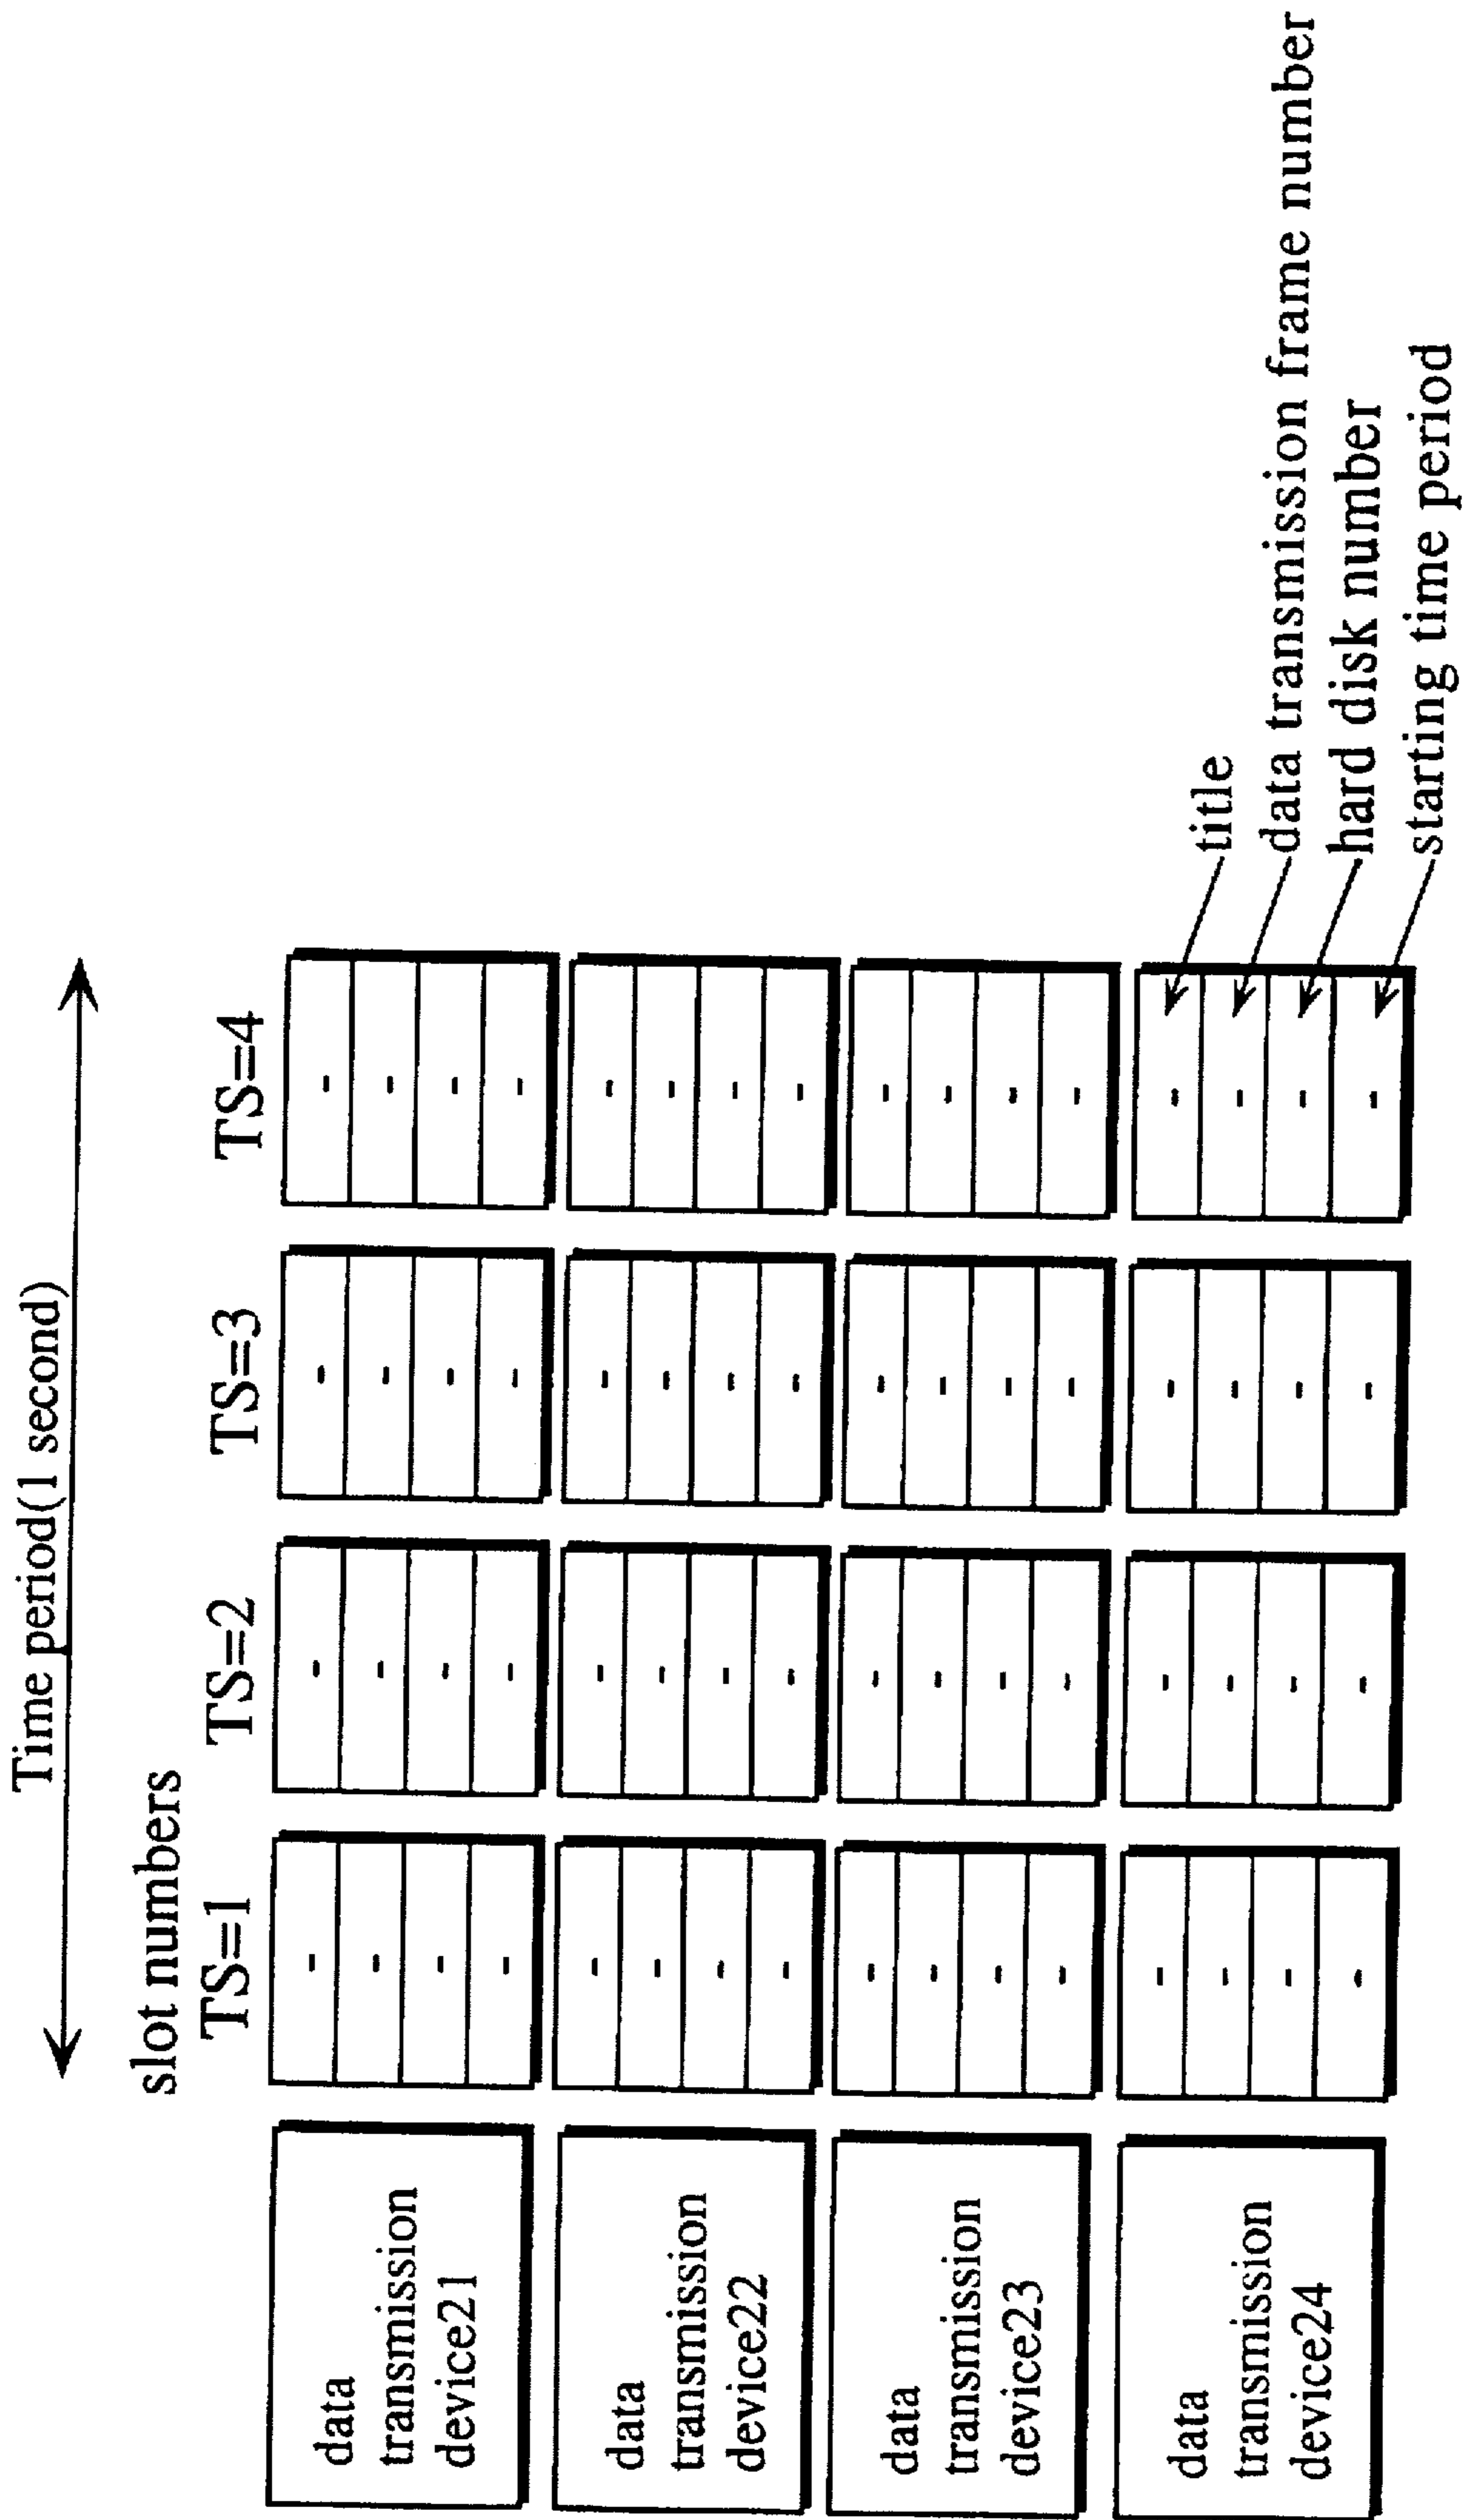 Time period(1 second)
slot numbers
TS=1 TS=2 TS=3 TS=4
data
transmission
device21
- - - -
- - - -
- - - -
- - - -
data
transmission
device22
- - - -
- - - -
- - - -
- - - -
data
transmission
device23
- - - -
- - - -
- - - -
- - - -
data
transmission
device24
- - - -
- - - -
- - - -
- - - -
title
data transmission frame number
hard disk number
starting time period